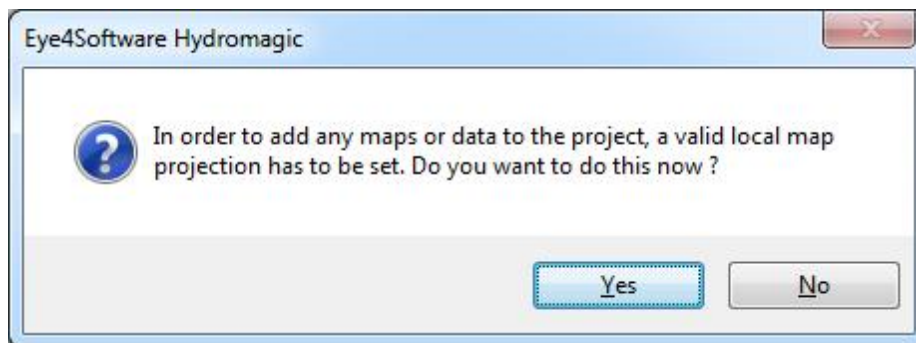 Eye4Software Hydromagic
In order to add any maps or data to the project, a valid local map
projection has to be set. Do you want to do this now ?
Yes
No